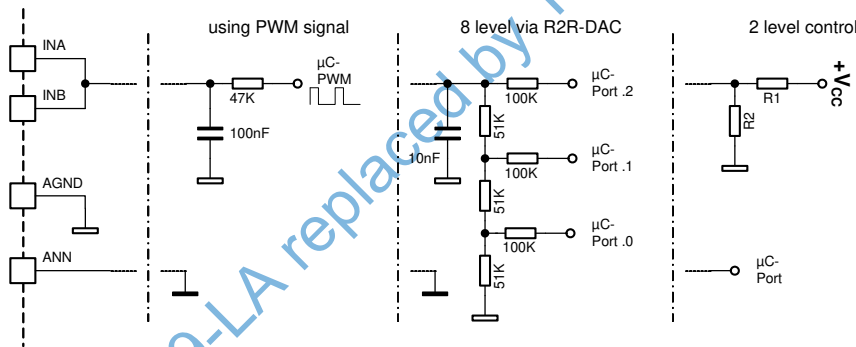 using PWM signal
8 level via R2R-DAC
2 level control
INA
INB
AGND
ANN
47K
µC-
PWM
100nF
10nF
100K
µC-
Port .2
51K
100K
µC-
Port .1
51K
100K
µC-
Port .0
51K
R1
+VCC
R2
µC-
Port
-LA replaced by